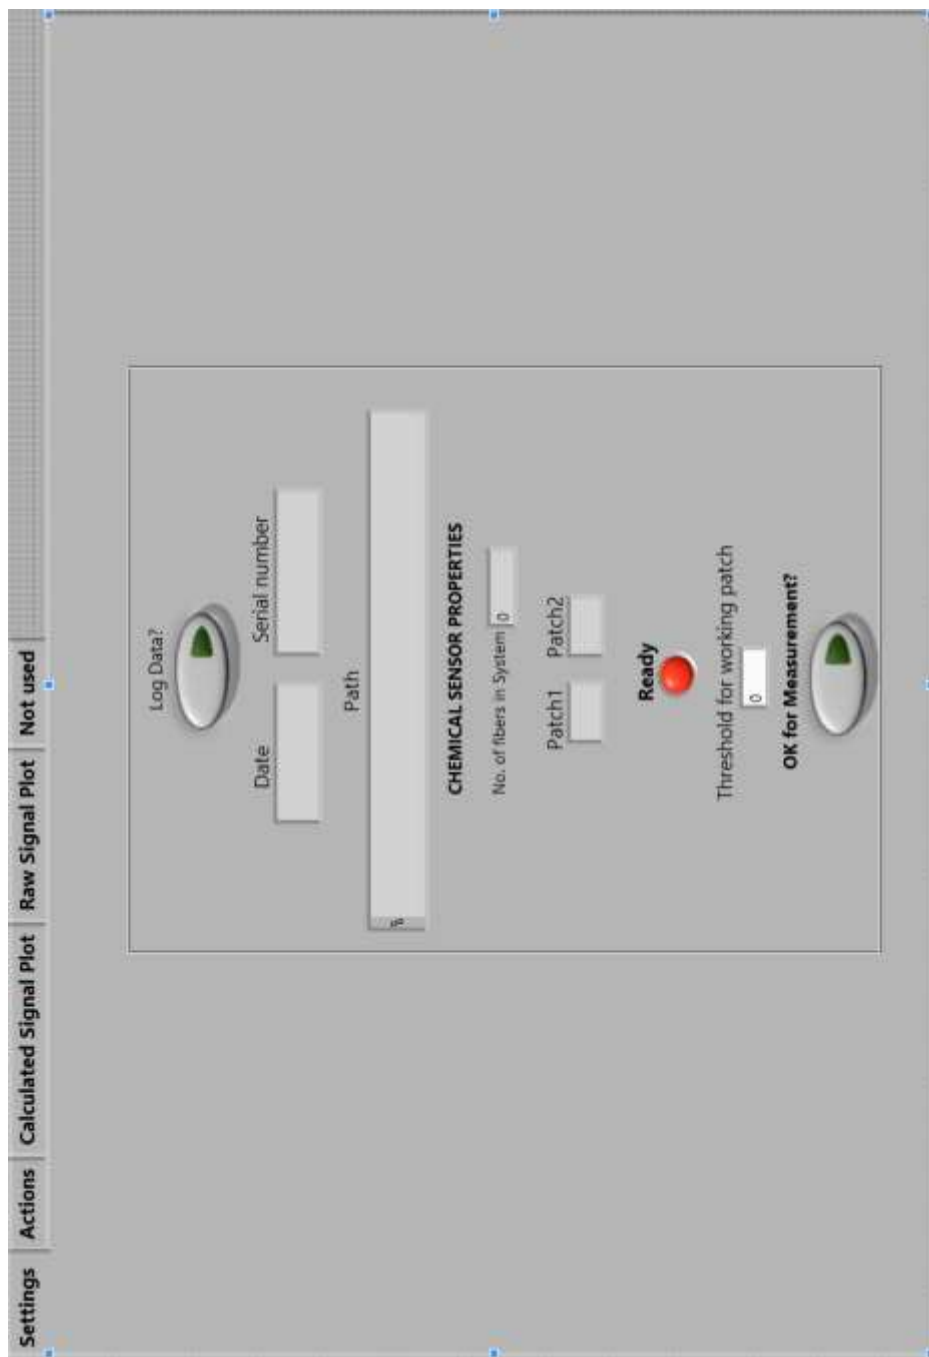 Settings Actions Calculated Signal Plot Raw Signal Plot Not used
Log Data?
Date Serial number
Path
CHEMICAL SENSOR PROPERTIES
No. of fibers in System 0
Patch1 Patch2
Ready
Threshold for working patch
0
OK for Measurement?